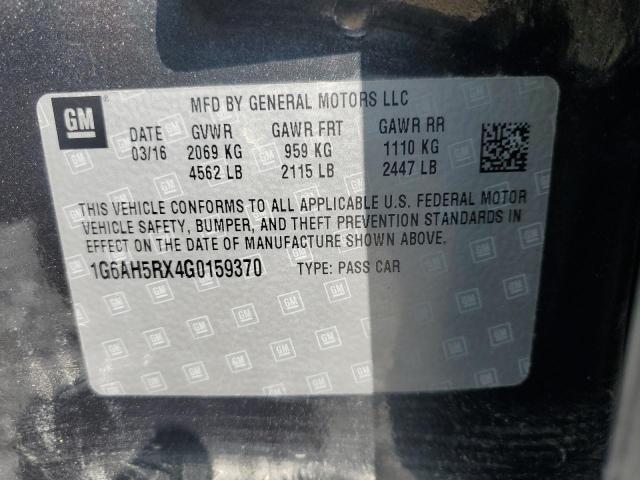 GM
MFD BY GENERAL MOTORS LLC
DATE GVWR GAWR FRT GAWR RR
03/16 2069 KG 959 KG 1110 KG
4562 LB 2115 LB 2447 LB
THIS VEHICLE CONFORMS TO ALL APPLICABLE U.S. FEDERAL MOTOR
VEHICLE SAFETY, BUMPER, AND THEFT PREVENTION STANDARDS IN
EFFECT ON THE DATE OF MANUFACTURE SHOWN ABOVE.
1G6AH5RX4G0159370 TYPE: PASS CAR